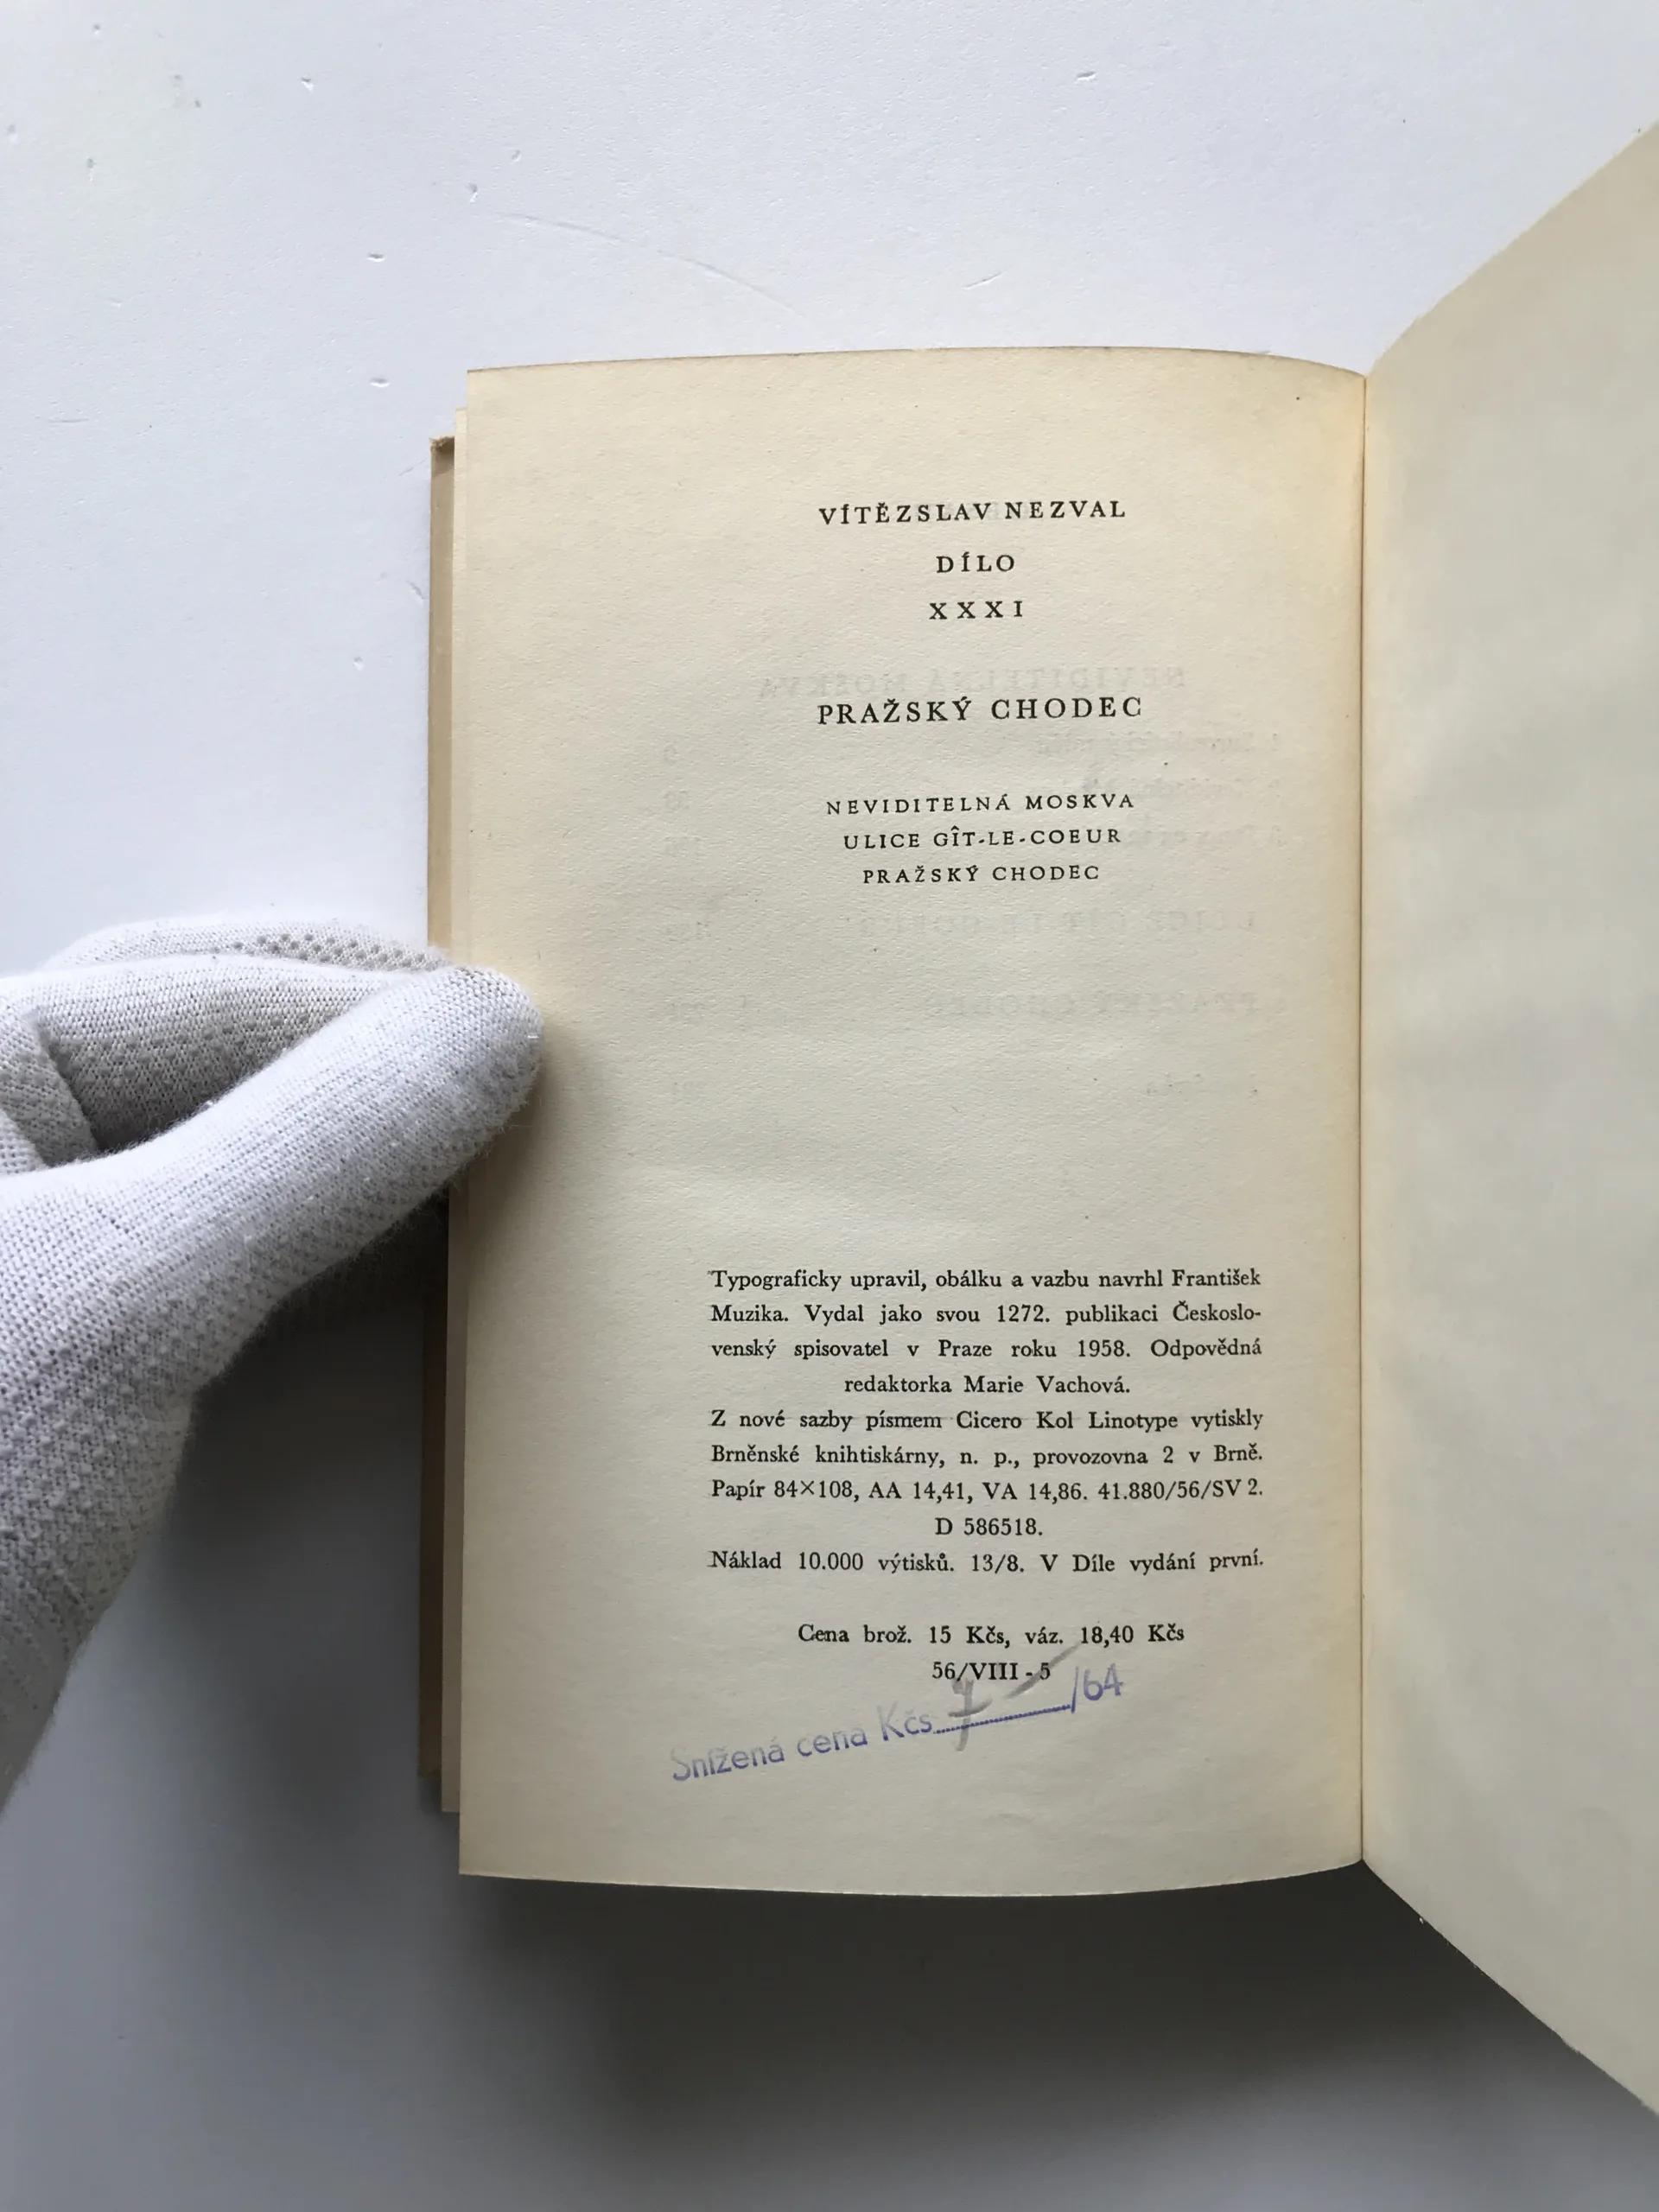 VÍTĚZSLAV NEZVAL
DÍLO
XXXI
PRAŽSKÝ CHODEC
NEVIDITELNÁ MOSKVA
ULICE GÎT-LE-COEUR
PRAŽSKÝ CHODEC
Typograficky upravil, obálku a vazbu navrhl František
Muzika. Vydal jako svou 1272. publikaci Českoslo-
venský spisovatel v Praze roku 1958. Odpovědná
redaktorka Marie Vachová.
Z nové sazby písmem Cicero Kol Linotype vytiskly
Brněnské knihtiskárny, n. p., provozovna 2 v Brně.
Papír 84×108, AA 14,41, VA 14,86. 41.880/56/SV 2.
D 586518.
Náklad 10.000 výtisků. 13/8. V Díle vydání první.
Cena brož. 15 Kčs, váz. 18,40 Kčs
56/VIII-5
Snížená cena Kčs 7 — /64